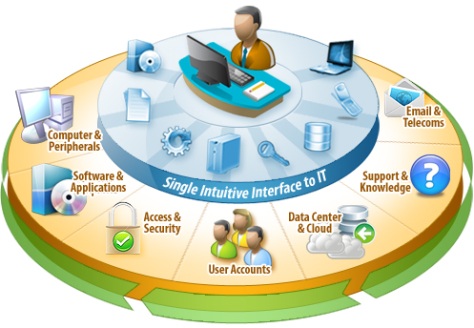 Single Intuitive Interface to IT
Computer &
Peripherals
Software &
Applications
Access &
Security
User Accounts
Data Center
& Cloud
Support &
Knowledge
?
Email &
Telecoms